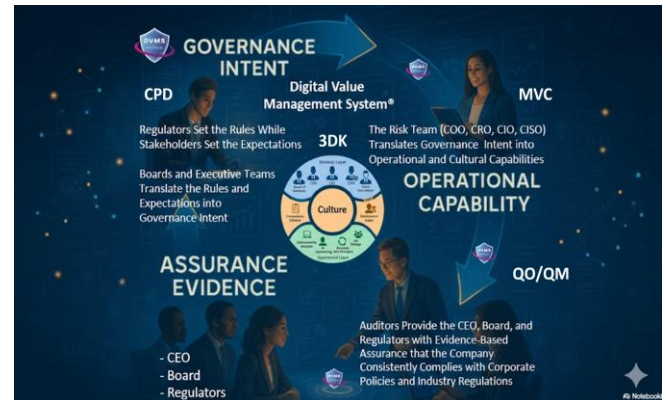 DVMS
GOVERNANCE
INTENT
CPD
Digital Value
Management System®
MVC
Regulators Set the Rules While
Stakeholders Set the Expectations
3DK
The Risk Team (COO, CRO, CIO, CISO)
Translates Governance Intent into
Operational and Cultural Capabilities
Boards and Executive Teams
Translate the Rules and
Expectations into
Governance Intent
Culture
OPERATIONAL
CAPABILITY
ASSURANCE
EVIDENCE
QO/QM
Auditors Provide the CEO, Board, and
Regulators with Evidence-Based
Assurance that the Company
Consistently Complies with Corporate
Policies and Industry Regulations
- CEO
- Board
- Regulators